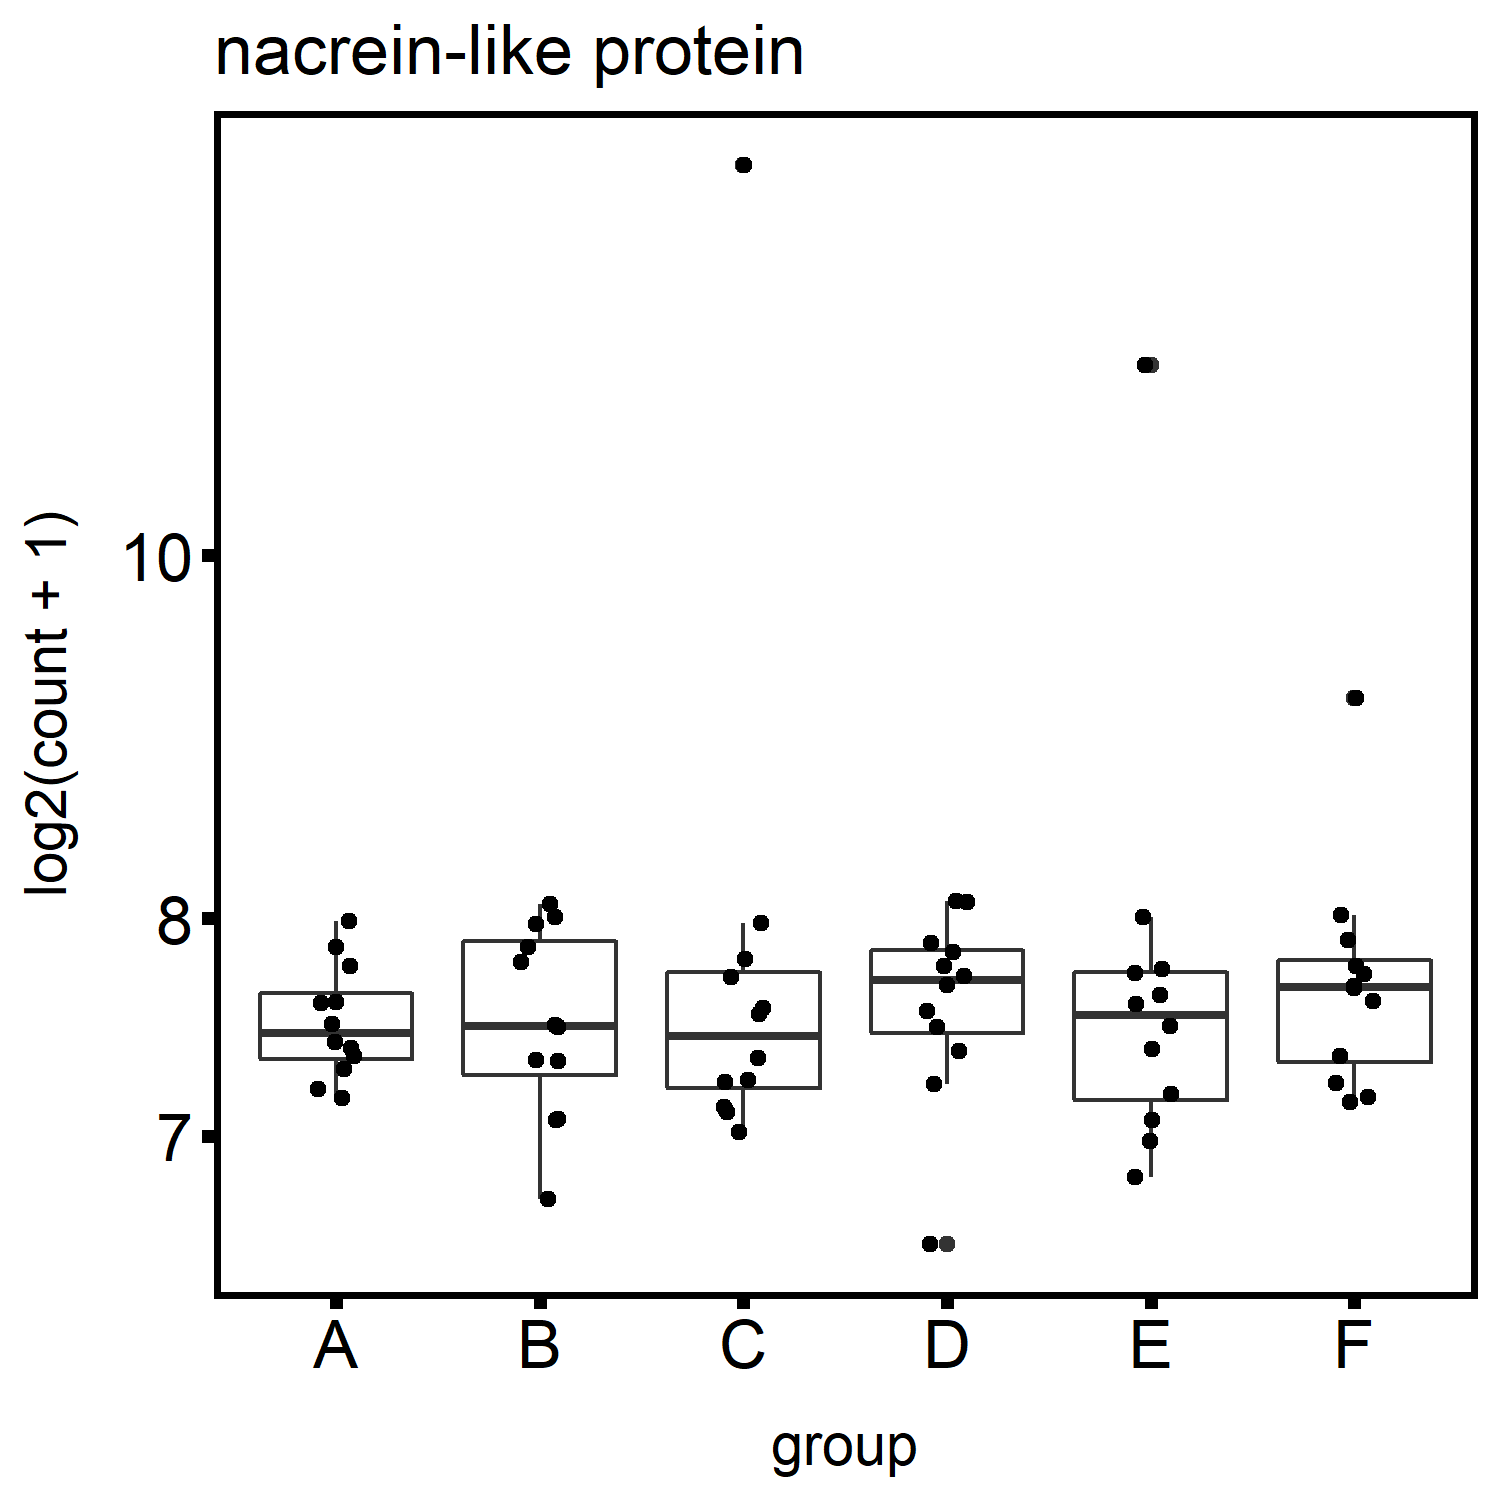 nacrein-like protein
log2(count + 1)
10
8
7
A B C D E F
group